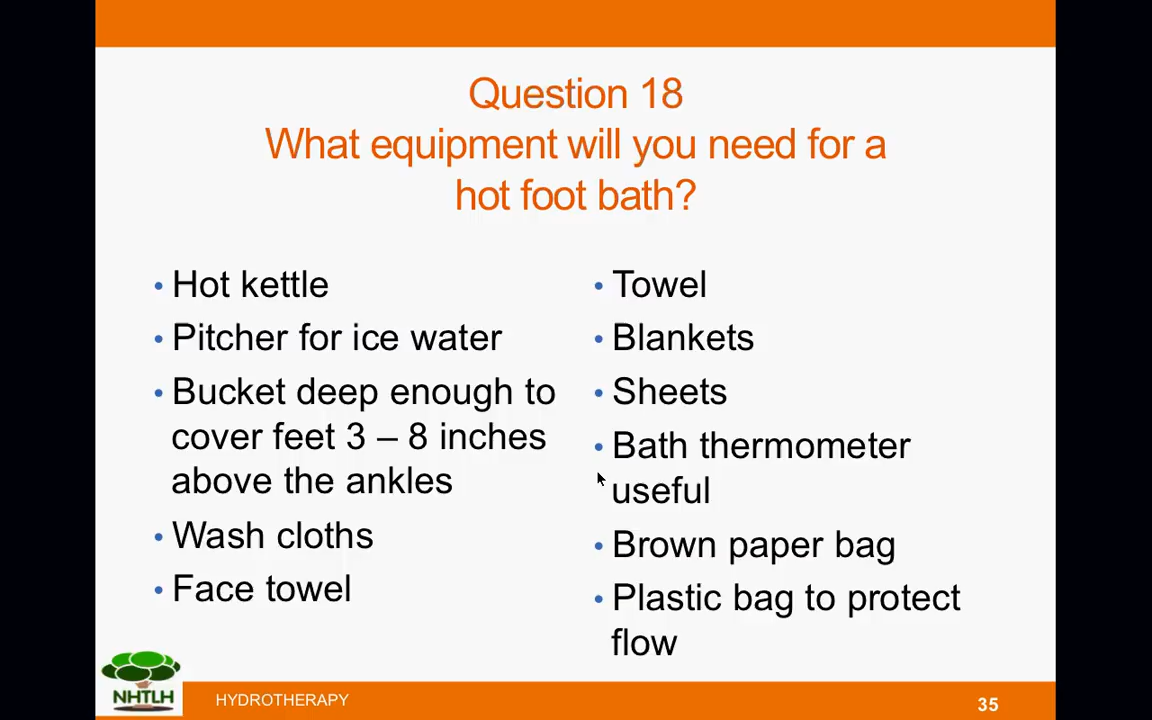 Question 18
What equipment will you need for a
hot foot bath?
• Hot kettle
• Pitcher for ice water
• Bucket deep enough to
cover feet 3 – 8 inches
above the ankles
• Wash cloths
• Face towel
• Towel
• Blankets
• Sheets
• Bath thermometer
useful
• Brown paper bag
• Plastic bag to protect
flow
NHTLH
HYDROTHERAPY
35